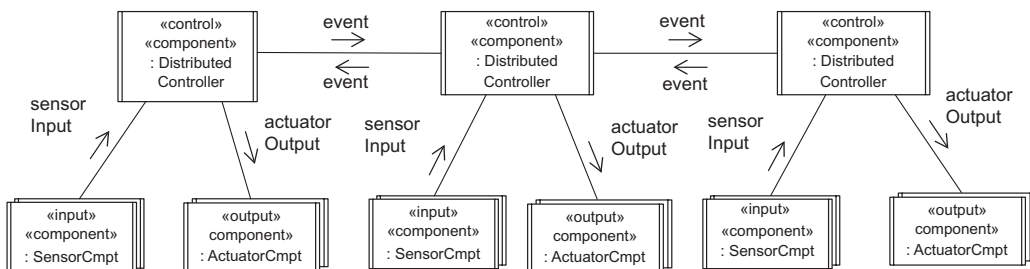 «control»
«component»
: Distributed
Controller
event
event
«control»
«component»
: Distributed
Controller
event
event
«control»
«component»
: Distributed
Controller
sensor
Input
actuator
Output
sensor
Input
actuator
Output
sensor
Input
actuator
Output
«input»
«component»
: SensorCmpt
«output»
component»
: ActuatorCmpt
«input»
«component»
: SensorCmpt
«output»
component»
: ActuatorCmpt
«input»
«component»
: SensorCmpt
«output»
component»
: ActuatorCmpt